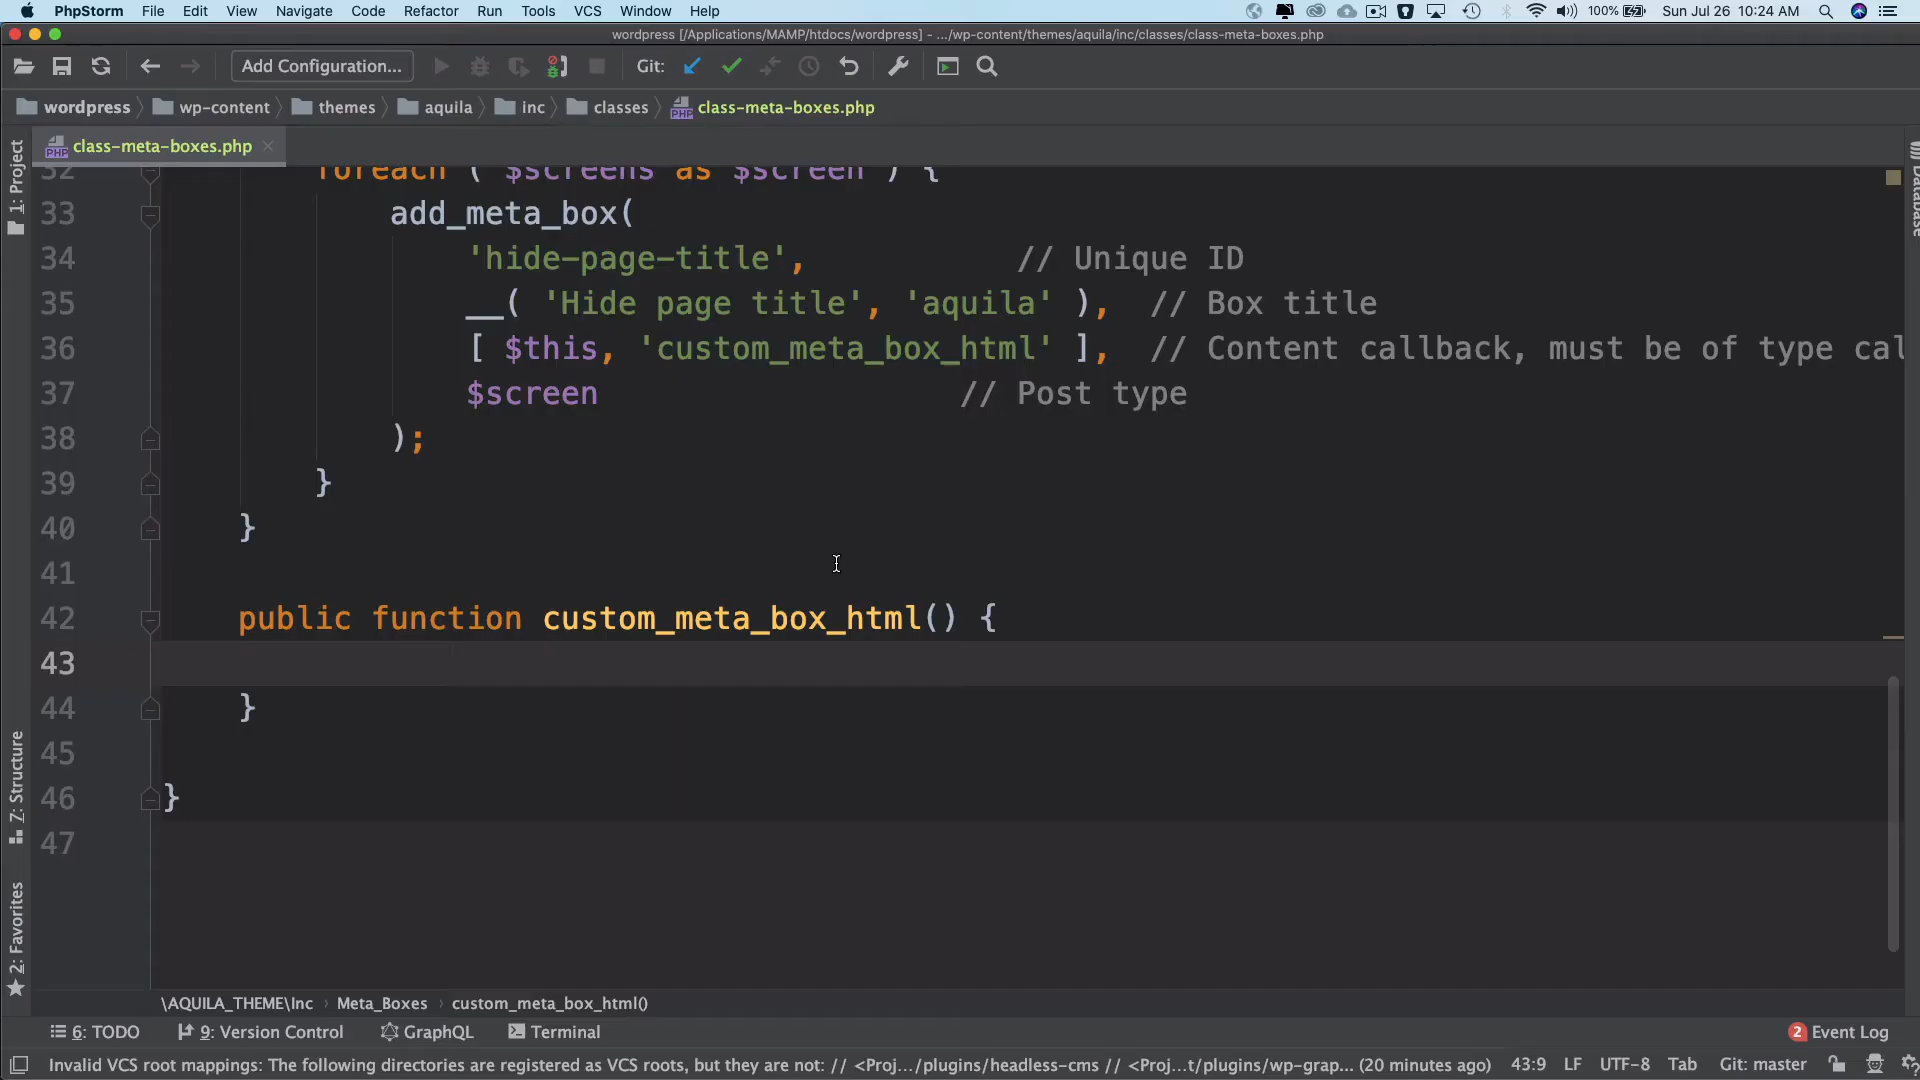 PhpStorm File Edit View Navigate Code Refactor Run Tools VCS Window Help 100% Sun Jul 26 10:24 AM
wordpress [/Applications/MAMP/htdocs/wordpress] - .../wp-content/themes/aquila/inc/classes/class-meta-boxes.php
Add Configuration... Git:
wordpress wp-content themes aquila inc classes class-meta-boxes.php
class-meta-boxes.php
1: Project
Database
32 foreach ( $screens as $screen ) {
33 add_meta_box(
34 'hide-page-title', // Unique ID
35 __( 'Hide page title', 'aquila' ), // Box title
36 [ $this, 'custom_meta_box_html' ], // Content callback, must be of type cal
37 $screen // Post type
38 );
39 }
40 }
41
42 public function custom_meta_box_html() {
43
44 }
45
46 }
47
Z: Structure
2: Favorites
\AQUILA_THEME\Inc › Meta_Boxes › custom_meta_box_html()
6: TODO 9: Version Control GraphQL Terminal 2 Event Log
Invalid VCS root mappings: The following directories are registered as VCS roots, but they are not: // <Proj.../plugins/headless-cms // <Proj...t/plugins/wp-grap... (20 minutes ago) 43:9 LF UTF-8 Tab Git: master